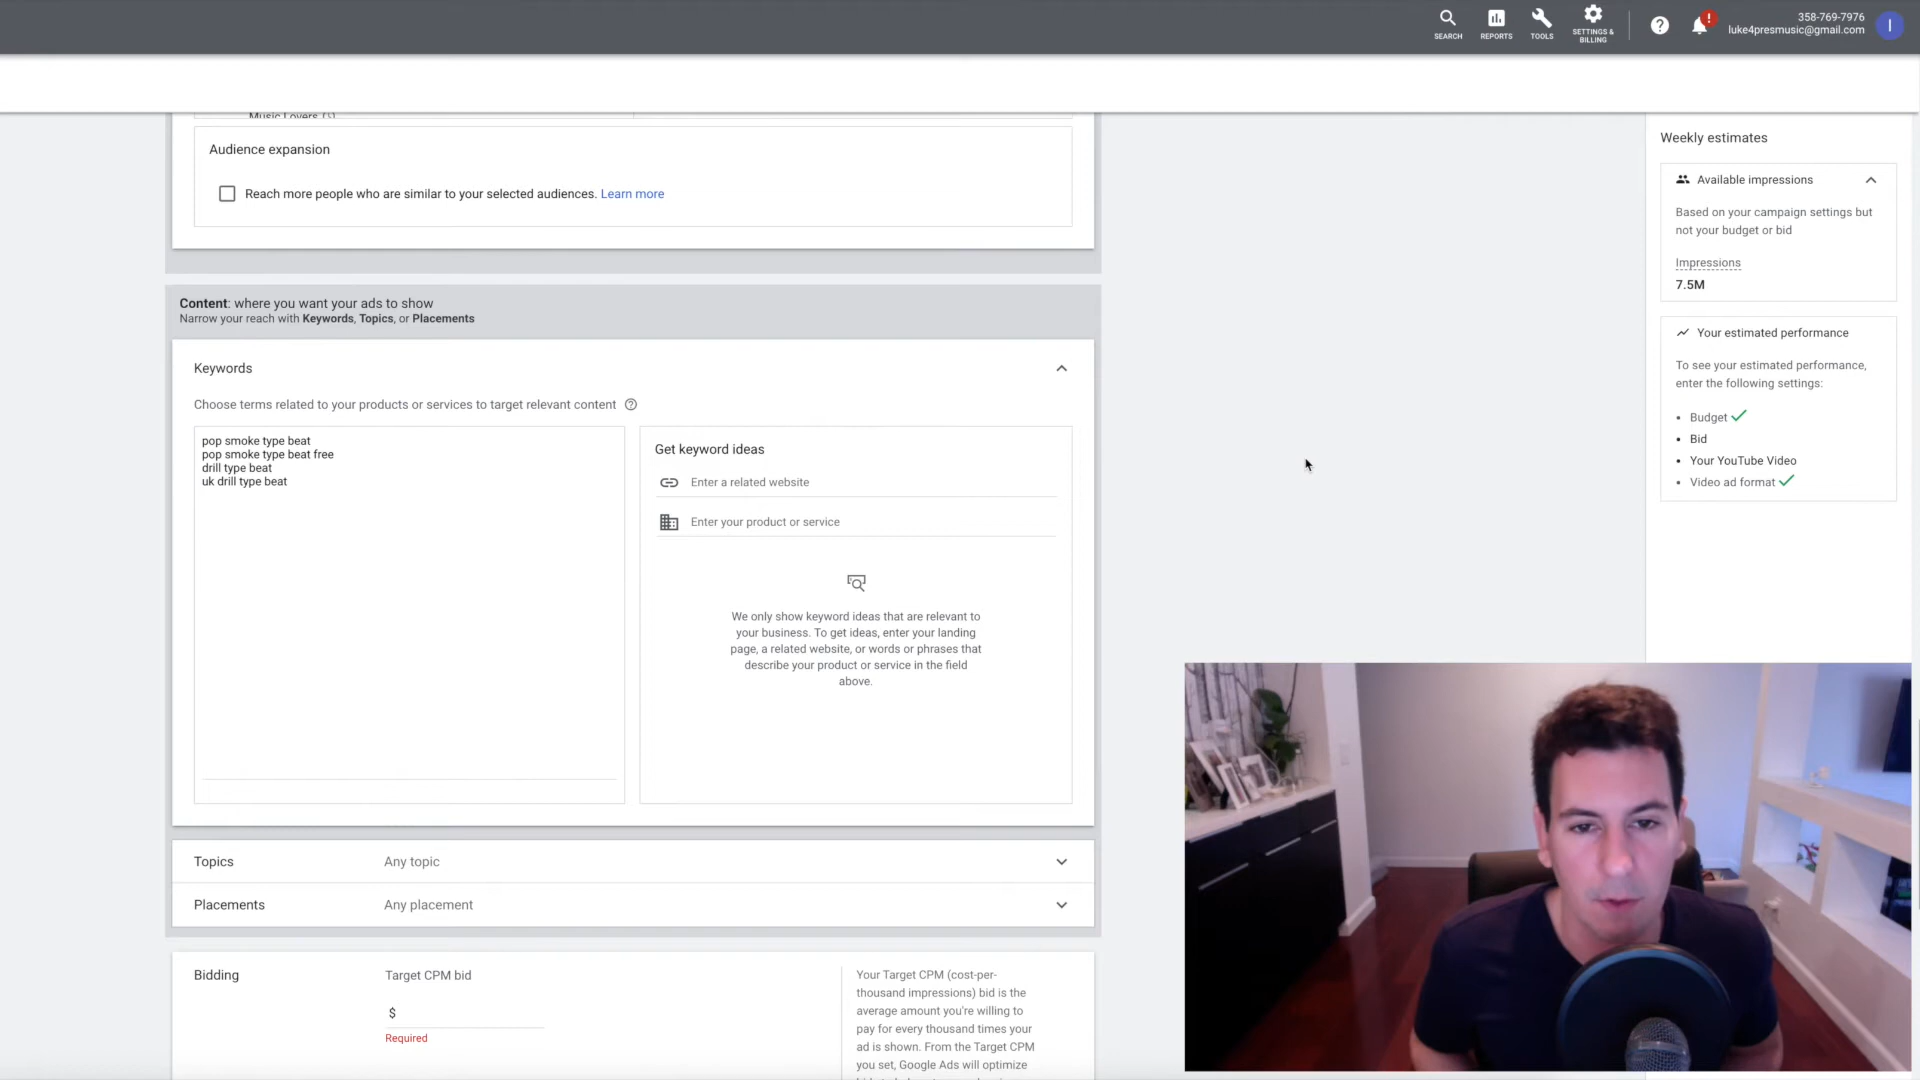 SEARCH
REPORTS
TOOLS
SETTINGS &
BILLING
358-769-7976
luke4presmusic@gmail.com
I
Music Lovers
Audience expansion
Reach more people who are similar to your selected audiences. Learn more
Content: where you want your ads to show
Narrow your reach with Keywords, Topics, or Placements
Keywords
Choose terms related to your products or services to target relevant content
pop smoke type beat
pop smoke type beat free
drill type beat
uk drill type beat
Get keyword ideas
Enter a related website
Enter your product or service
We only show keyword ideas that are relevant to
your business. To get ideas, enter your landing
page, a related website, or words or phrases that
describe your product or service in the field
above.
Topics
Any topic
Placements
Any placement
Bidding
Target CPM bid
$
Required
Your Target CPM (cost-per-
thousand impressions) bid is the
average amount you're willing to
pay for every thousand times your
ad is shown. From the Target CPM
you set, Google Ads will optimize
Weekly estimates
Available impressions
Based on your campaign settings but
not your budget or bid
Impressions
7.5M
Your estimated performance
To see your estimated performance,
enter the following settings:
• Budget
• Bid
• Your YouTube Video
• Video ad format